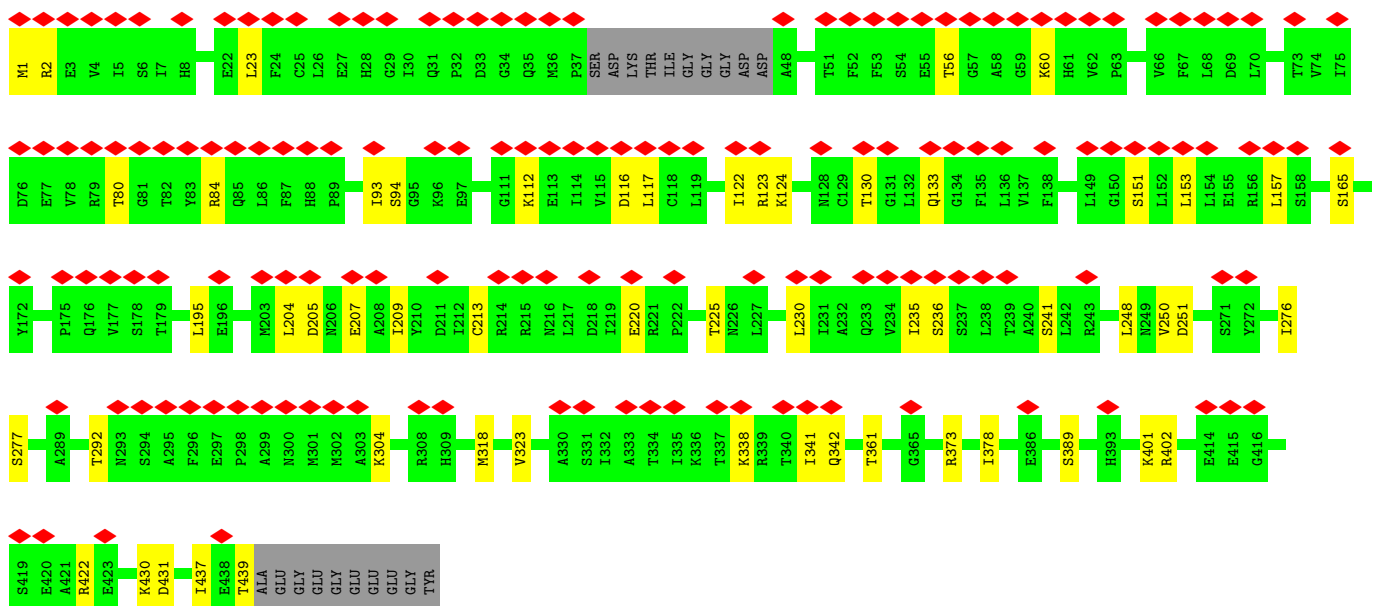 M1 R2 E3 V4 I5 S6 I7 H8 E22 L23 F24 C25 L26 E27 H28 G29 I30 Q31 P32 D33 G34 Q35 M36 P37 SER ASP LYS THR ILE GLY GLY GLY ASP ASP A48 T51 F52 F53 S54 E55 T56 G57 A58 G59 K60 H61 V62 P63 V66 F67 L68 D69 L70 T73 V74 I75
D76 E77 V78 R79 T80 G81 T82 Y83 R84 Q85 L86 F87 H88 P89 I93 S94 G95 K96 E97 G111 K112 E113 I114 V115 D116 L117 C118 L119 I122 R123 K124 N128 C129 T130 G131 L132 Q133 G134 F135 L136 V137 F138 L149 G150 S151 L152 L153 L154 E155 R156 L157 S158 S165
Y172 P175 Q176 V177 S178 T179 L195 E196 M203 L204 D205 N206 E207 A208 I209 Y210 D211 I212 C213 R214 R215 N216 L217 D218 I219 E220 R221 P222 T225 N226 L227 L230 I231 A232 Q233 V234 I235 S236 S237 L238 T239 A240 S241 L242 R243 L248 N249 V250 D251 S271 Y272 I276
S277 A289 T292 N293 S294 A295 F296 E297 P298 A299 N300 M301 M302 A303 K304 R308 H309 M318 V323 A330 S331 I332 A333 T334 I335 K336 T337 K338 R339 T340 I341 Q342 T361 G365 R373 I378 E386 S389 H393 K401 R402 E414 E415 G416
S419 E420 A421 R422 E423 K430 D431 I437 E438 T439 ALA GLU GLY GLU GLY GLU GLU GLU GLY TYR